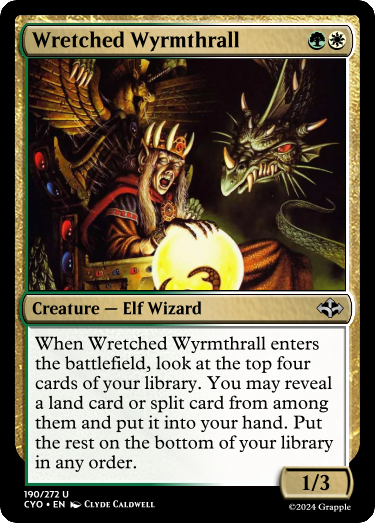 Wretched Wyrmthrall
Creature — Elf Wizard
When Wretched Wyrmthrall enters
the battlefield, look at the top four
cards of your library. You may reveal
a land card or split card from among
them and put it into your hand. Put
the rest on the bottom of your library
in any order.
1/3
190/272 U
CYO • EN Clyde Caldwell
©2024 Grapple